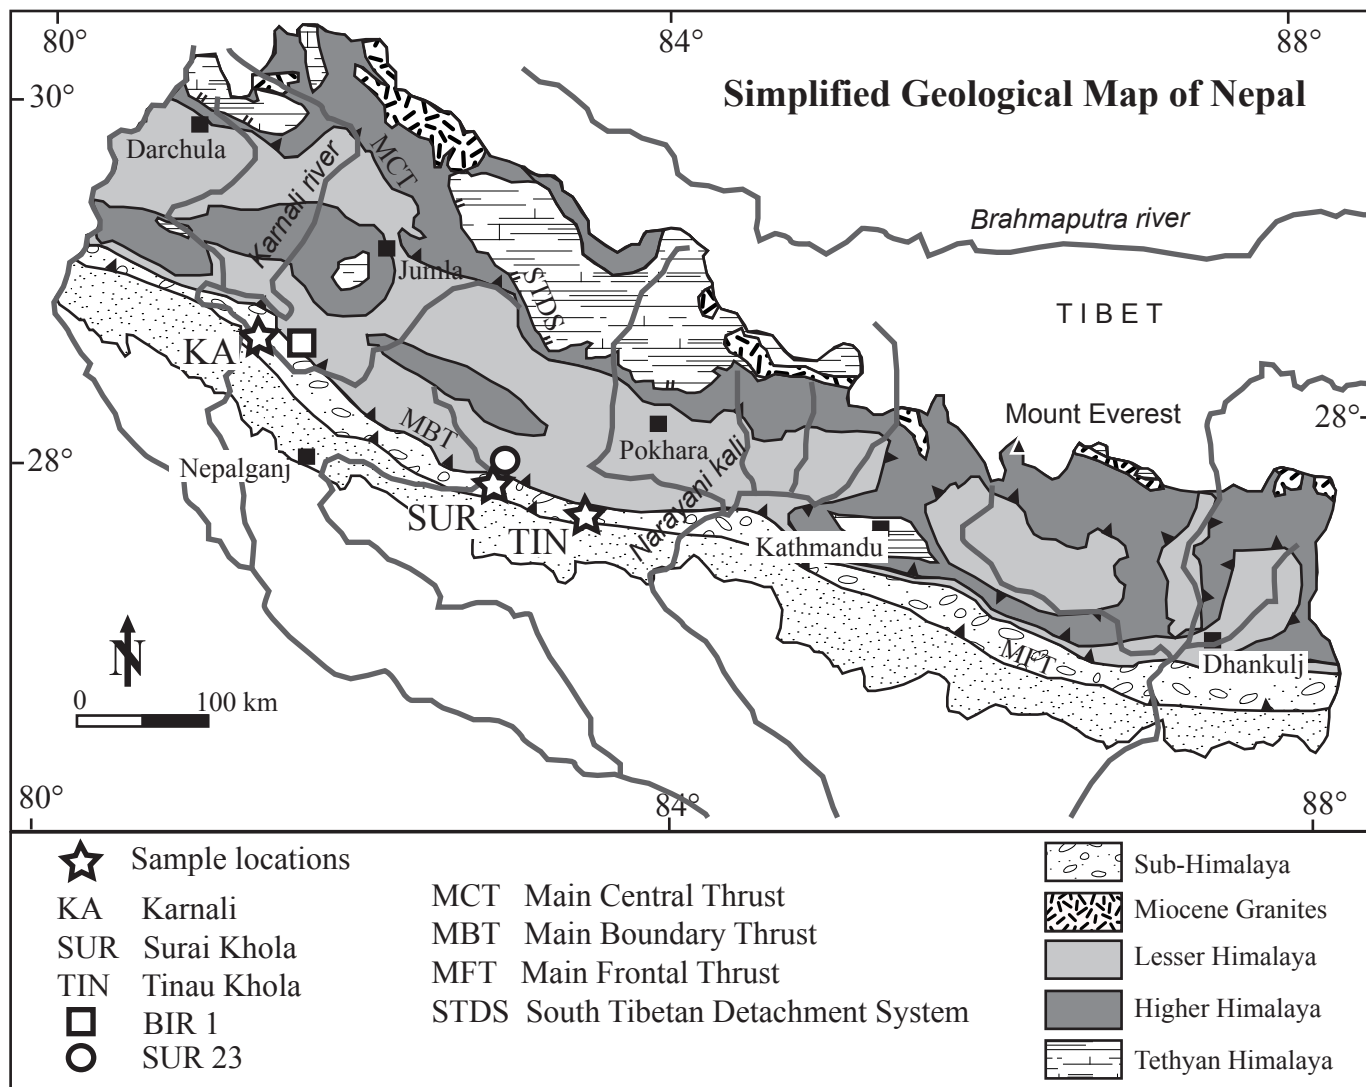 80°
84°
88°
30°
Simplified Geological Map of Nepal
Darchula
MCT
Karnali river
Brahmaputra river
Jumla
STDS
TIBET
KA
Mount Everest
28°
MBT
Pokhara
Nepalganj
28°
Narayani kali
SUR
TIN
Kathmandu
MFT
Dhankulj
N
0
100 km
80°
84°
88°
Sample locations
KA Karnali
SUR Surai Khola
TIN Tinau Khola
BIR 1
SUR 23
MCT Main Central Thrust
MBT Main Boundary Thrust
MFT Main Frontal Thrust
STDS South Tibetan Detachment System
Sub-Himalaya
Miocene Granites
Lesser Himalaya
Higher Himalaya
Tethyan Himalaya